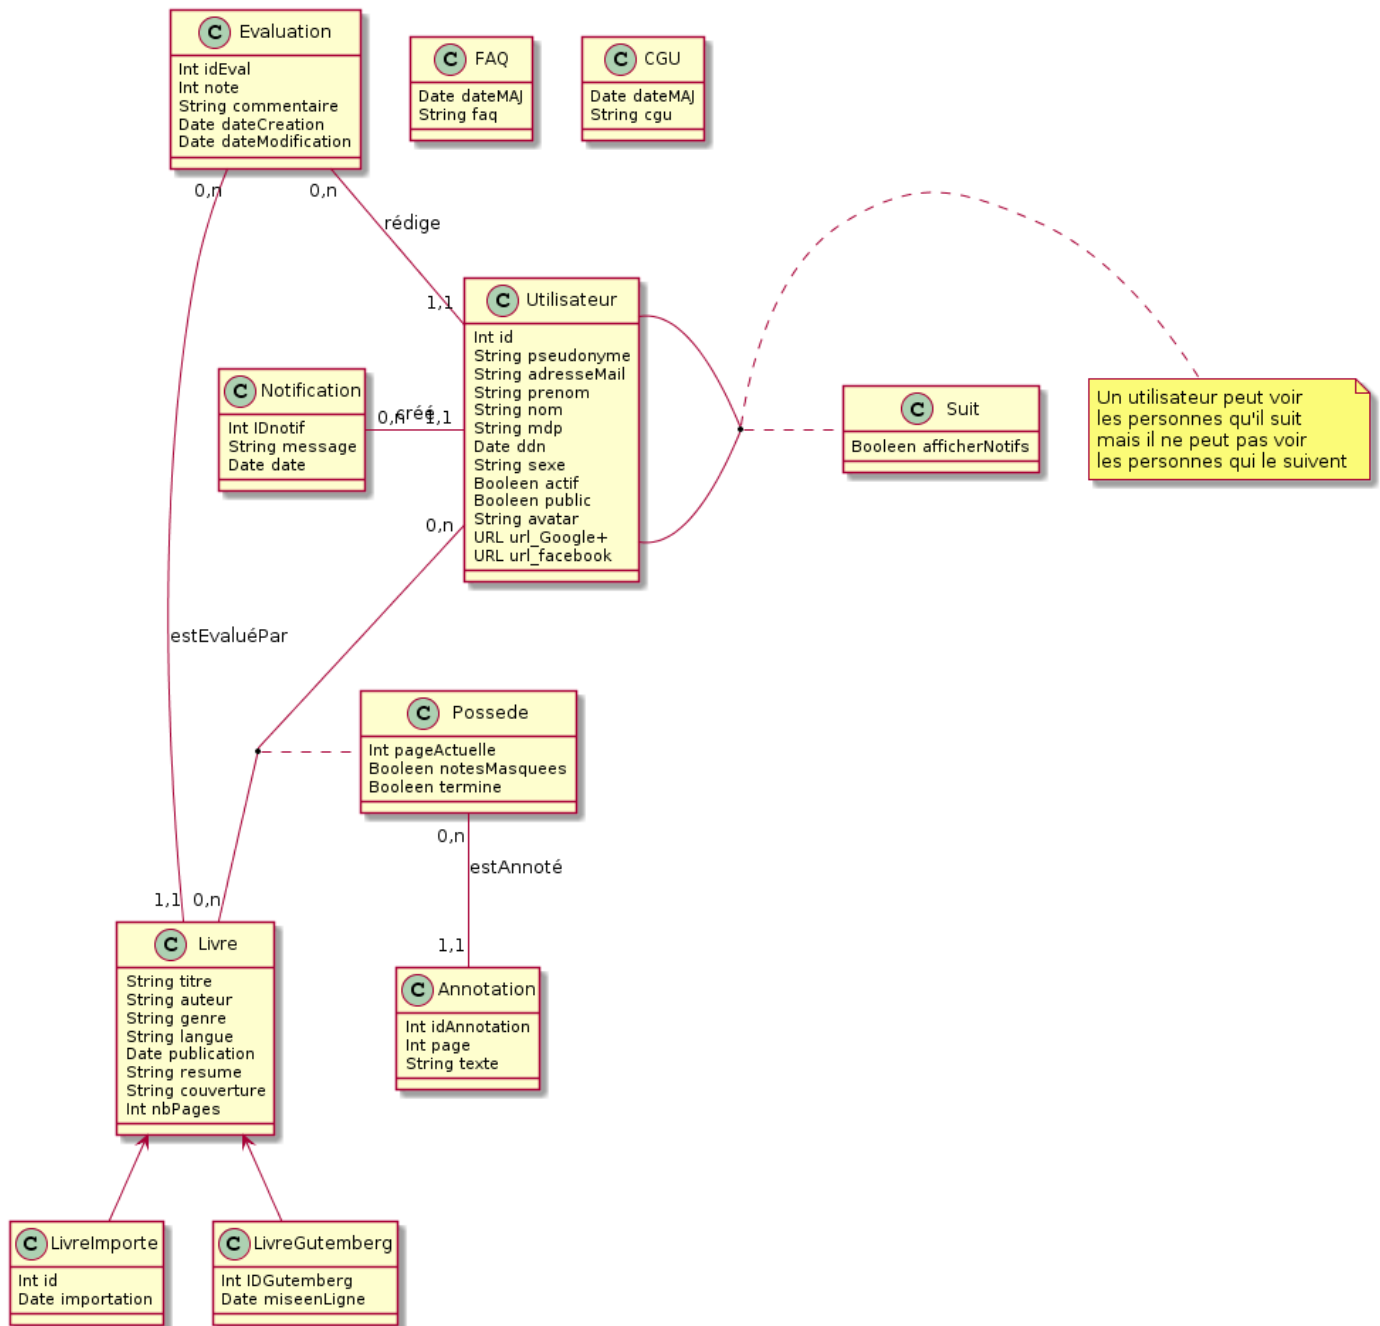 C Evaluation
Int idEval
Int note
String commentaire
Date dateCreation
Date dateModification
C FAQ
Date dateMAJ
String faq
C CGU
Date dateMAJ
String cgu
0,n
0,n
rédige
1,1
C Utilisateur
Int id
String pseudonyme
String adresseMail
String prenom
String nom
String mdp
Date ddn
String sexe
Booleen actif
Booleen public
String avatar
URL url_Google+
URL url_facebook
C Notification
Int IDnotif
String message
Date date
0,n
créé
1,1
C Suit
Booleen afficherNotifs
Un utilisateur peut voir
les personnes qu'il suit
mais il ne peut pas voir
les personnes qui le suivent
0,n
estEvaluéPar
C Possede
Int pageActuelle
Booleen notesMasquees
Booleen termine
0,n
estAnnoté
1,1
1,1
0,n
C Livre
String titre
String auteur
String genre
String langue
Date publication
String resume
String couverture
Int nbPages
C Annotation
Int idAnnotation
Int page
String texte
C LivreImporte
Int id
Date importation
C LivreGutemberg
Int IDGutemberg
Date miseenLigne